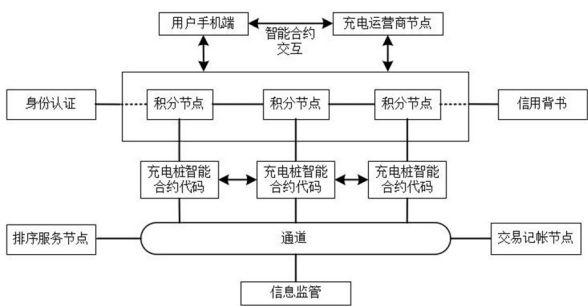 用户手机端
智能合约
交互
充电运营商节点
身份认证
积分节点
积分节点
积分节点
信用背书
充电桩智能
合约代码
充电桩智能
合约代码
充电桩智能
合约代码
排序服务节点
通道
交易记帐节点
信息监管